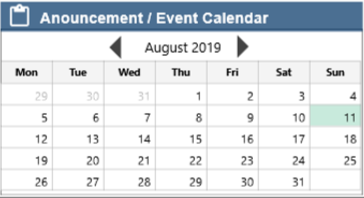 Anouncement / Event Calendar
August 2019
Mon Tue Wed Thu Fri Sat Sun
29 30 31 1 2 3 4
5 6 7 8 9 10 11
12 13 14 15 16 17 18
19 20 21 22 23 24 25
26 27 28 29 30 31